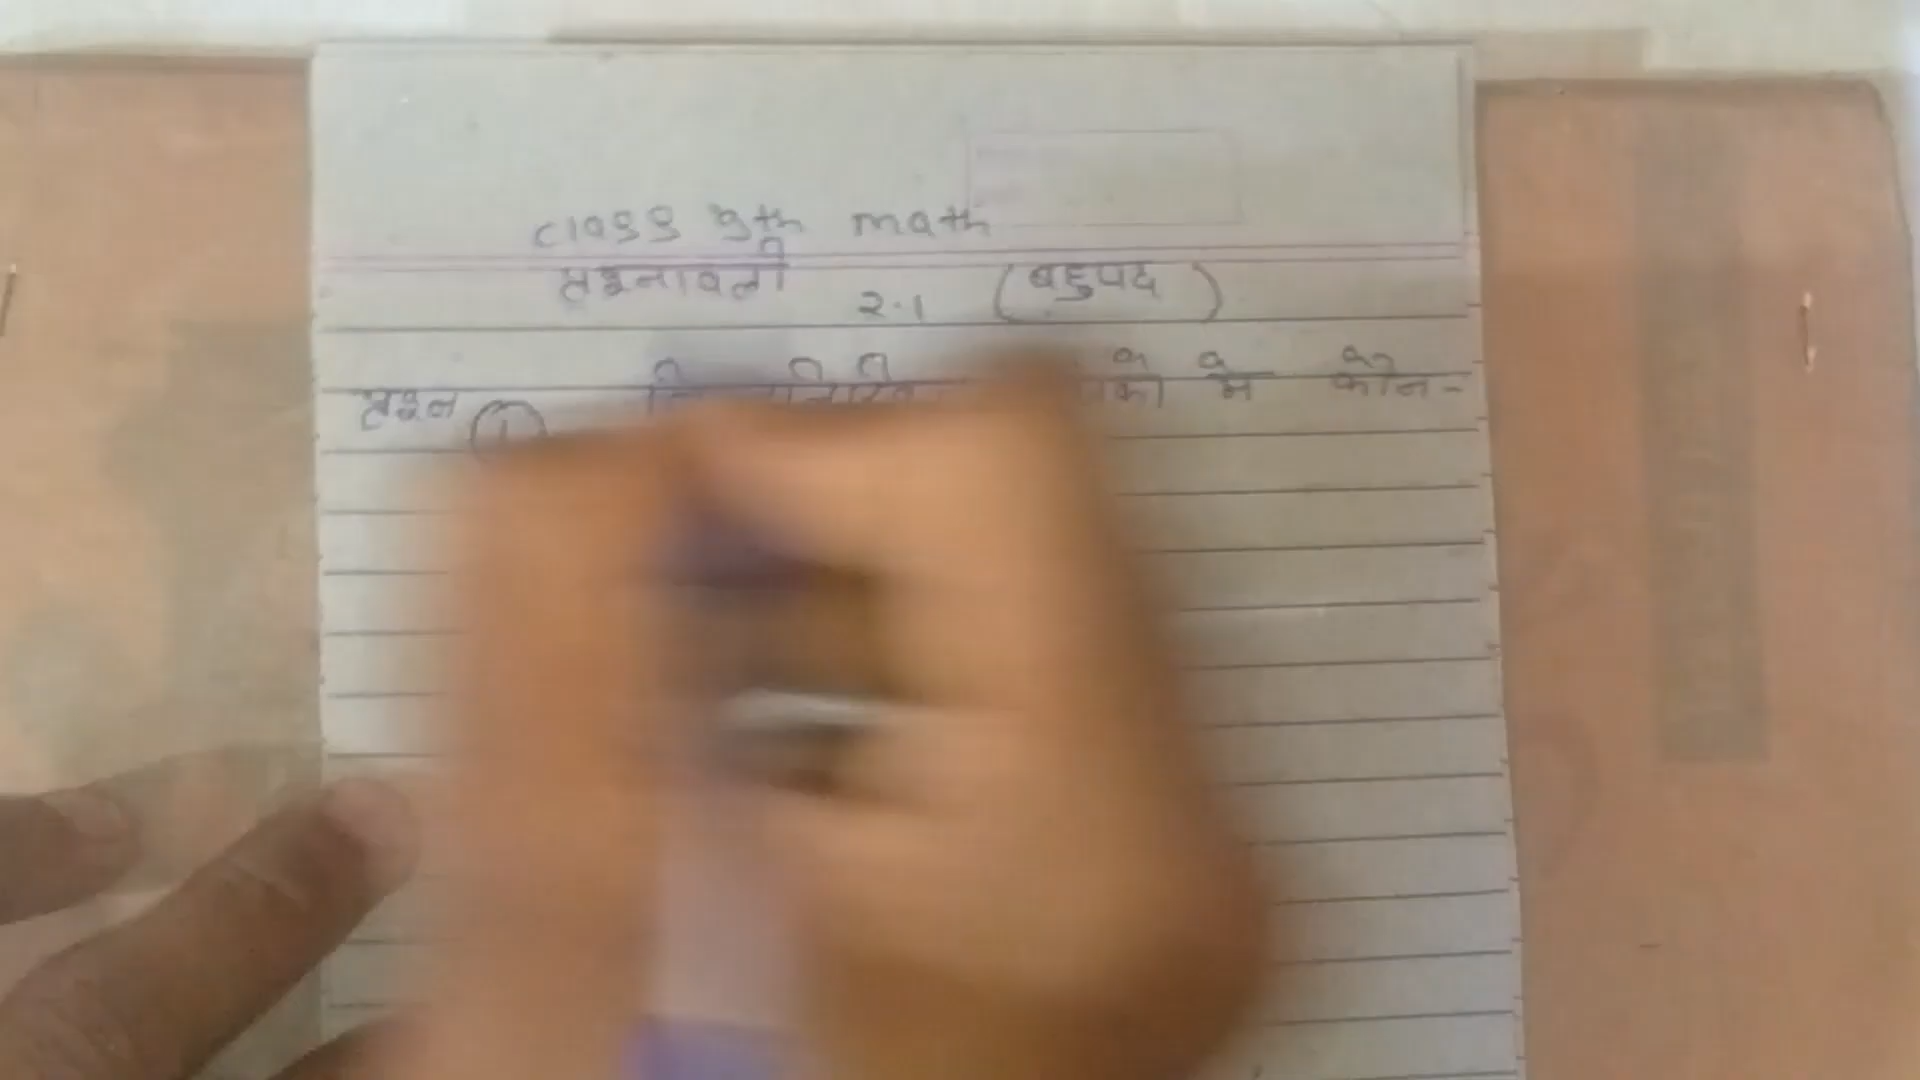 class 9th math
प्रश्नावली 2.1 (बहुपद)
प्रश्न 1 में कौन-